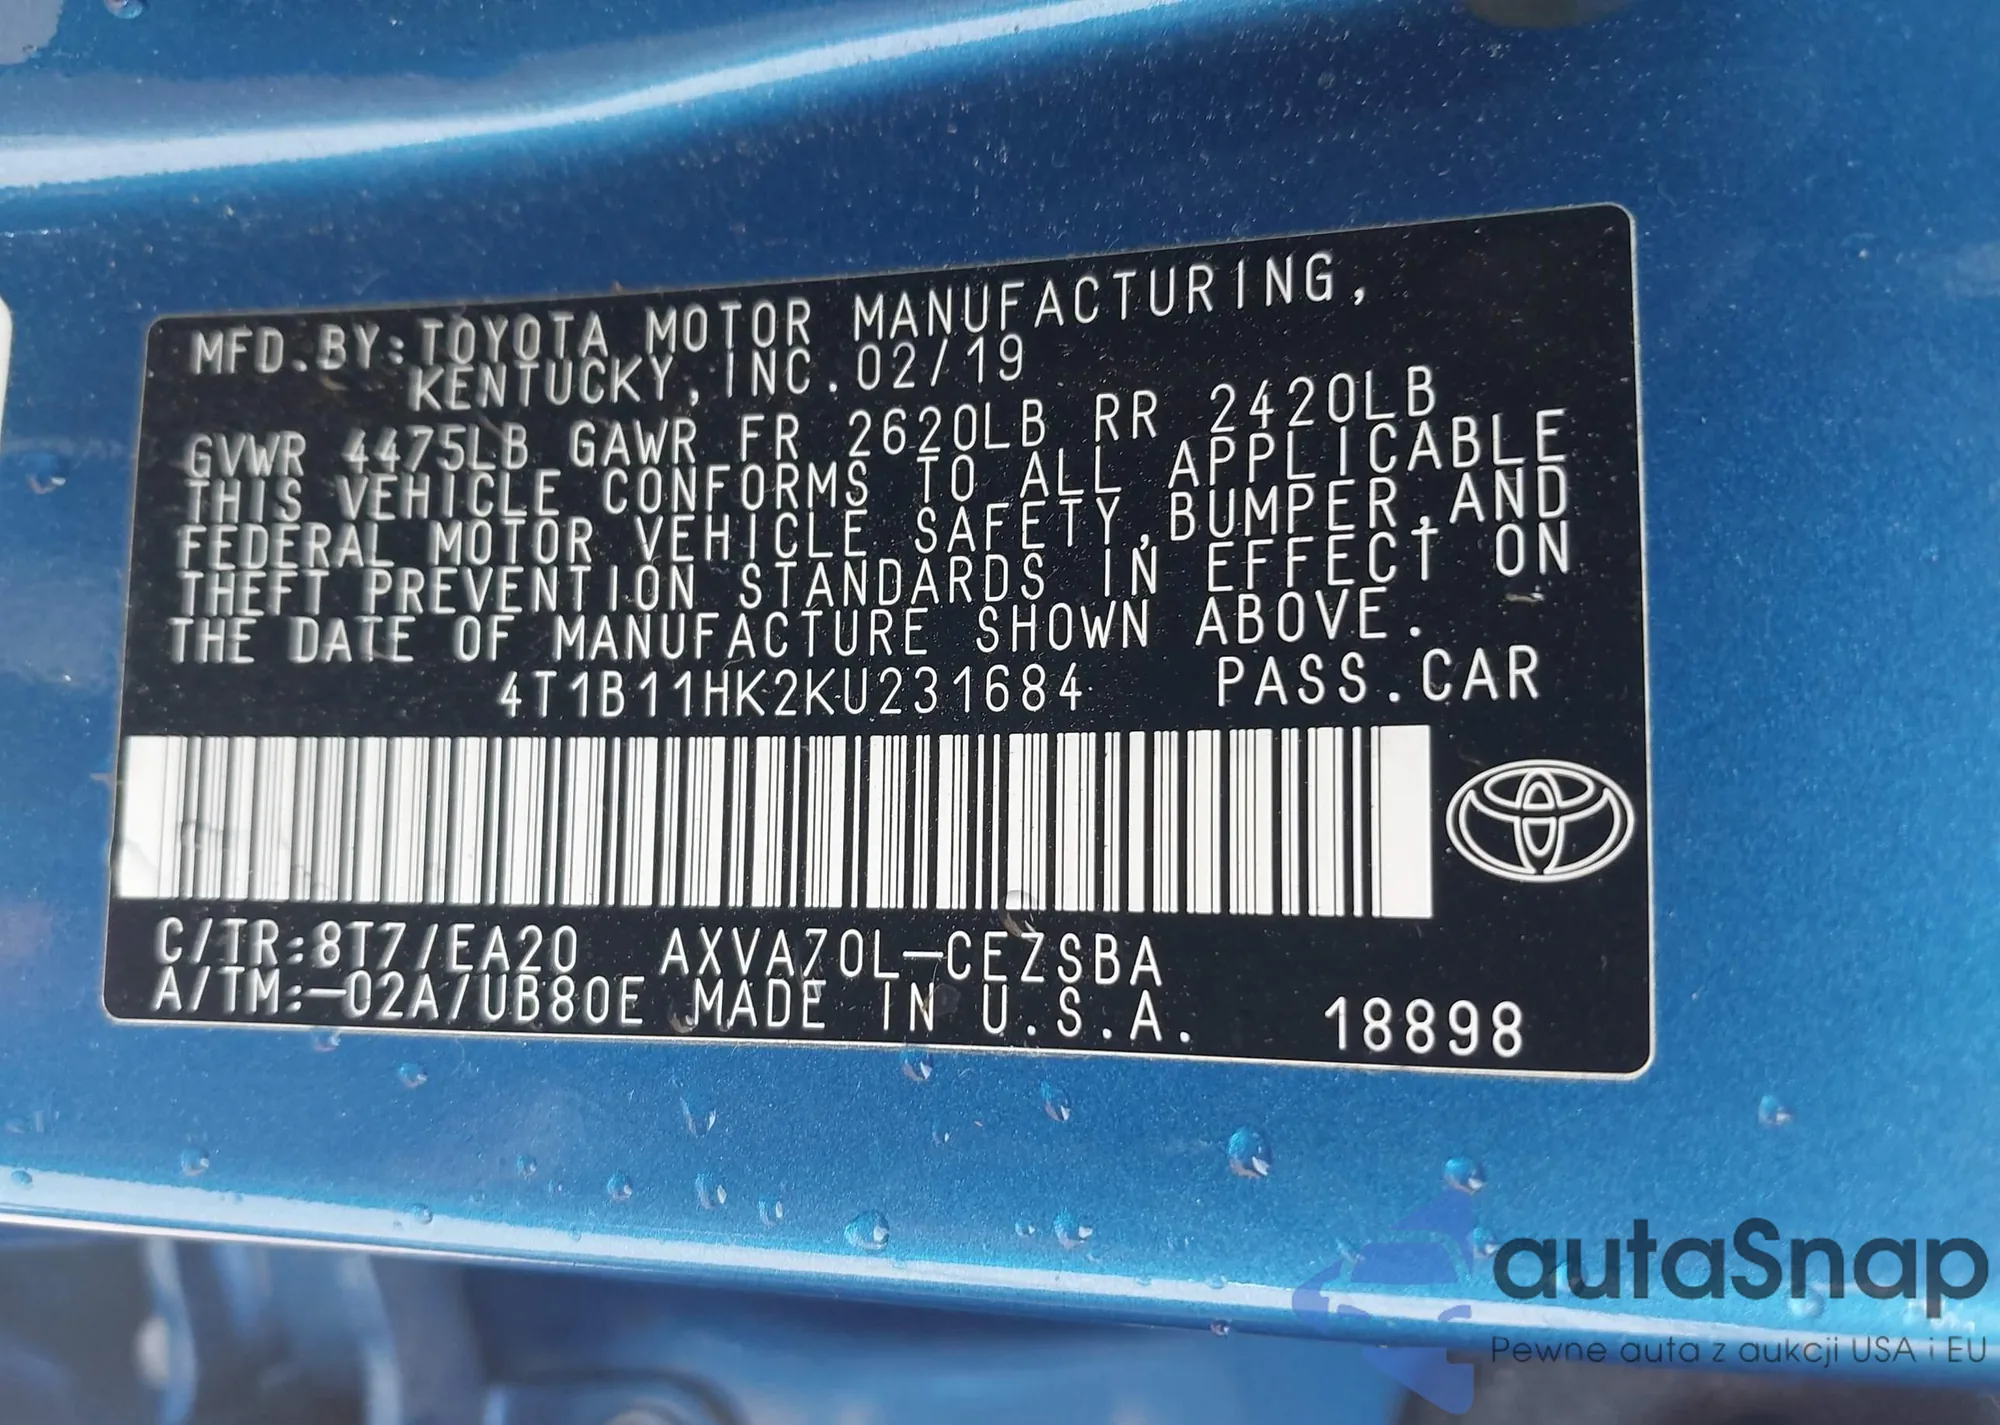 MFD.BY:TOYOTA MOTOR MANUFACTURING,
KENTUCKY, INC.02/19
GVWR 4475LB GAWR FR 2620LB RR 2420LB
THIS VEHICLE CONFORMS TO ALL APPLICABLE
FEDERAL MOTOR VEHICLE SAFETY,BUMPER,AND
THEFT PREVENTION STANDARDS IN EFFECT ON
THE DATE OF MANUFACTURE SHOWN ABOVE.
4T1B11HK2KU231684 PASS.CAR
C/TR:8T7/EA20 AXVA70L-CEZSBA
A/TM:-02A/UB80E MADE IN U.S.A. 18898
autaSnap
Pewne auta z aukcji USA i EU